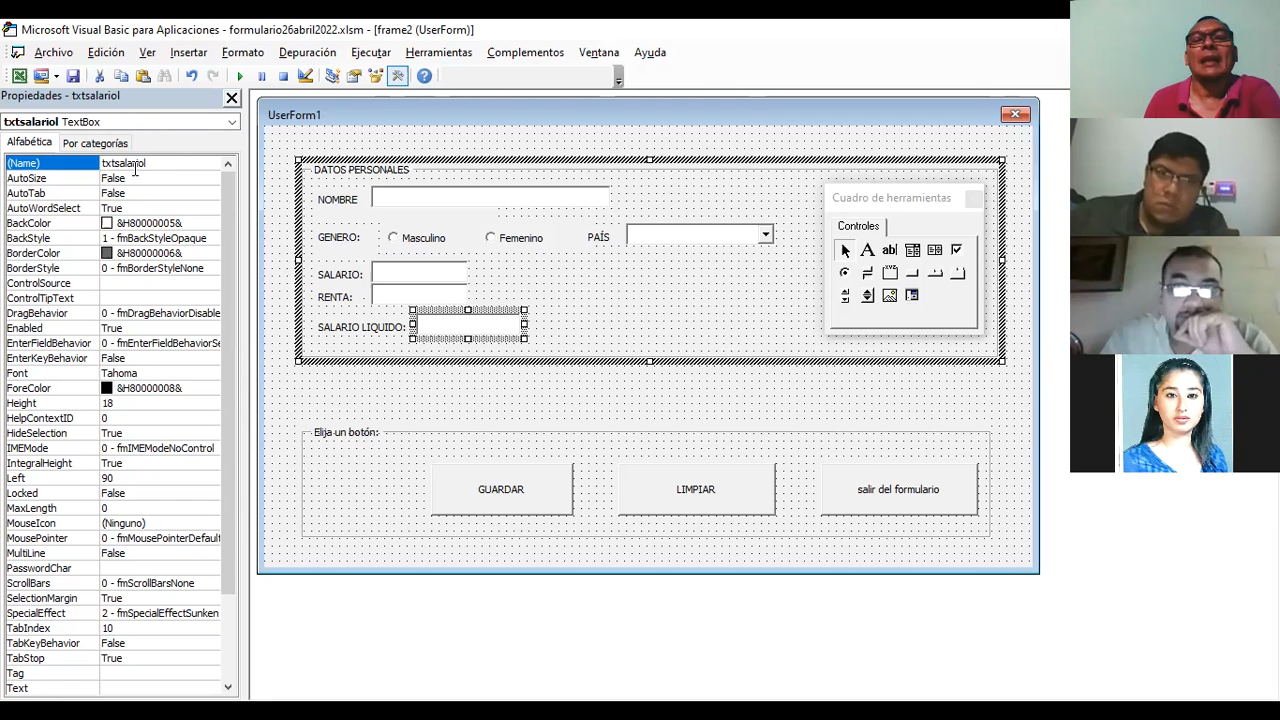 Microsoft Visual Basic para Aplicaciones - formulario26abril2022.xlsm - [frame2 (UserForm)]
Archivo Edición Ver Insertar Formato Depuración Ejecutar Herramientas Complementos Ventana Ayuda
Propiedades - txtsalariol
txtsalariol TextBox
Alfabética Por categorías
(Name) txtsalariol
AutoSize False
AutoTab False
AutoWordSelect True
BackColor &H80000005&
BackStyle 1 - fmBackStyleOpaque
BorderColor &H80000006&
BorderStyle 0 - fmBorderStyleNone
ControlSource
ControlTipText
DragBehavior 0 - fmDragBehaviorDisable
Enabled True
EnterFieldBehavior 0 - fmEnterFieldBehaviorSe
EnterKeyBehavior False
Font Tahoma
ForeColor &H80000008&
Height 18
HelpContextID 0
HideSelection True
IMEMode 0 - fmIMEModeNoControl
IntegralHeight True
Left 90
Locked False
MaxLength 0
MouseIcon (Ninguno)
MousePointer 0 - fmMousePointerDefault
MultiLine False
PasswordChar
ScrollBars 0 - fmScrollBarsNone
SelectionMargin True
SpecialEffect 2 - fmSpecialEffectSunken
TabIndex 10
TabKeyBehavior False
TabStop True
Tag
Text
UserForm1
DATOS PERSONALES
NOMBRE
GENERO: Masculino Femenino PAÍS
SALARIO:
RENTA:
SALARIO LIQUIDO:
Cuadro de herramientas
Controles
A ab|
xyz
Elija un botón:
GUARDAR LIMPIAR salir del formulario